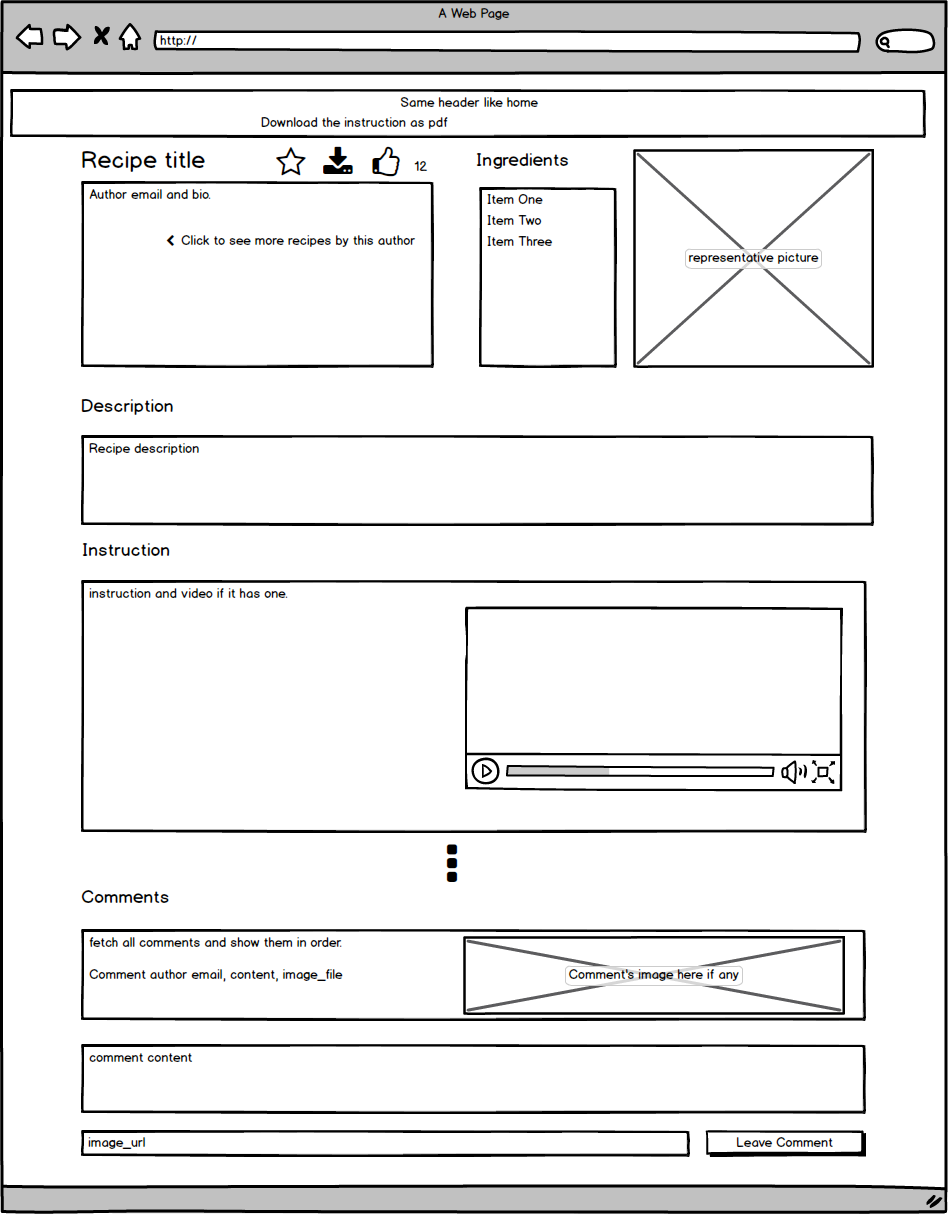 A Web Page
http://
Same header like home
Download the instruction as pdf
Recipe title
12
Ingredients
Author email and bio.
Click to see more recipes by this author
Item One
Item Two
Item Three
representative picture
Description
Recipe description
Instruction
instruction and video if it has one.
Comments
fetch all comments and show them in order.
Comment author email, content, image_file
Comment's image here if any
comment content
image_url
Leave Comment